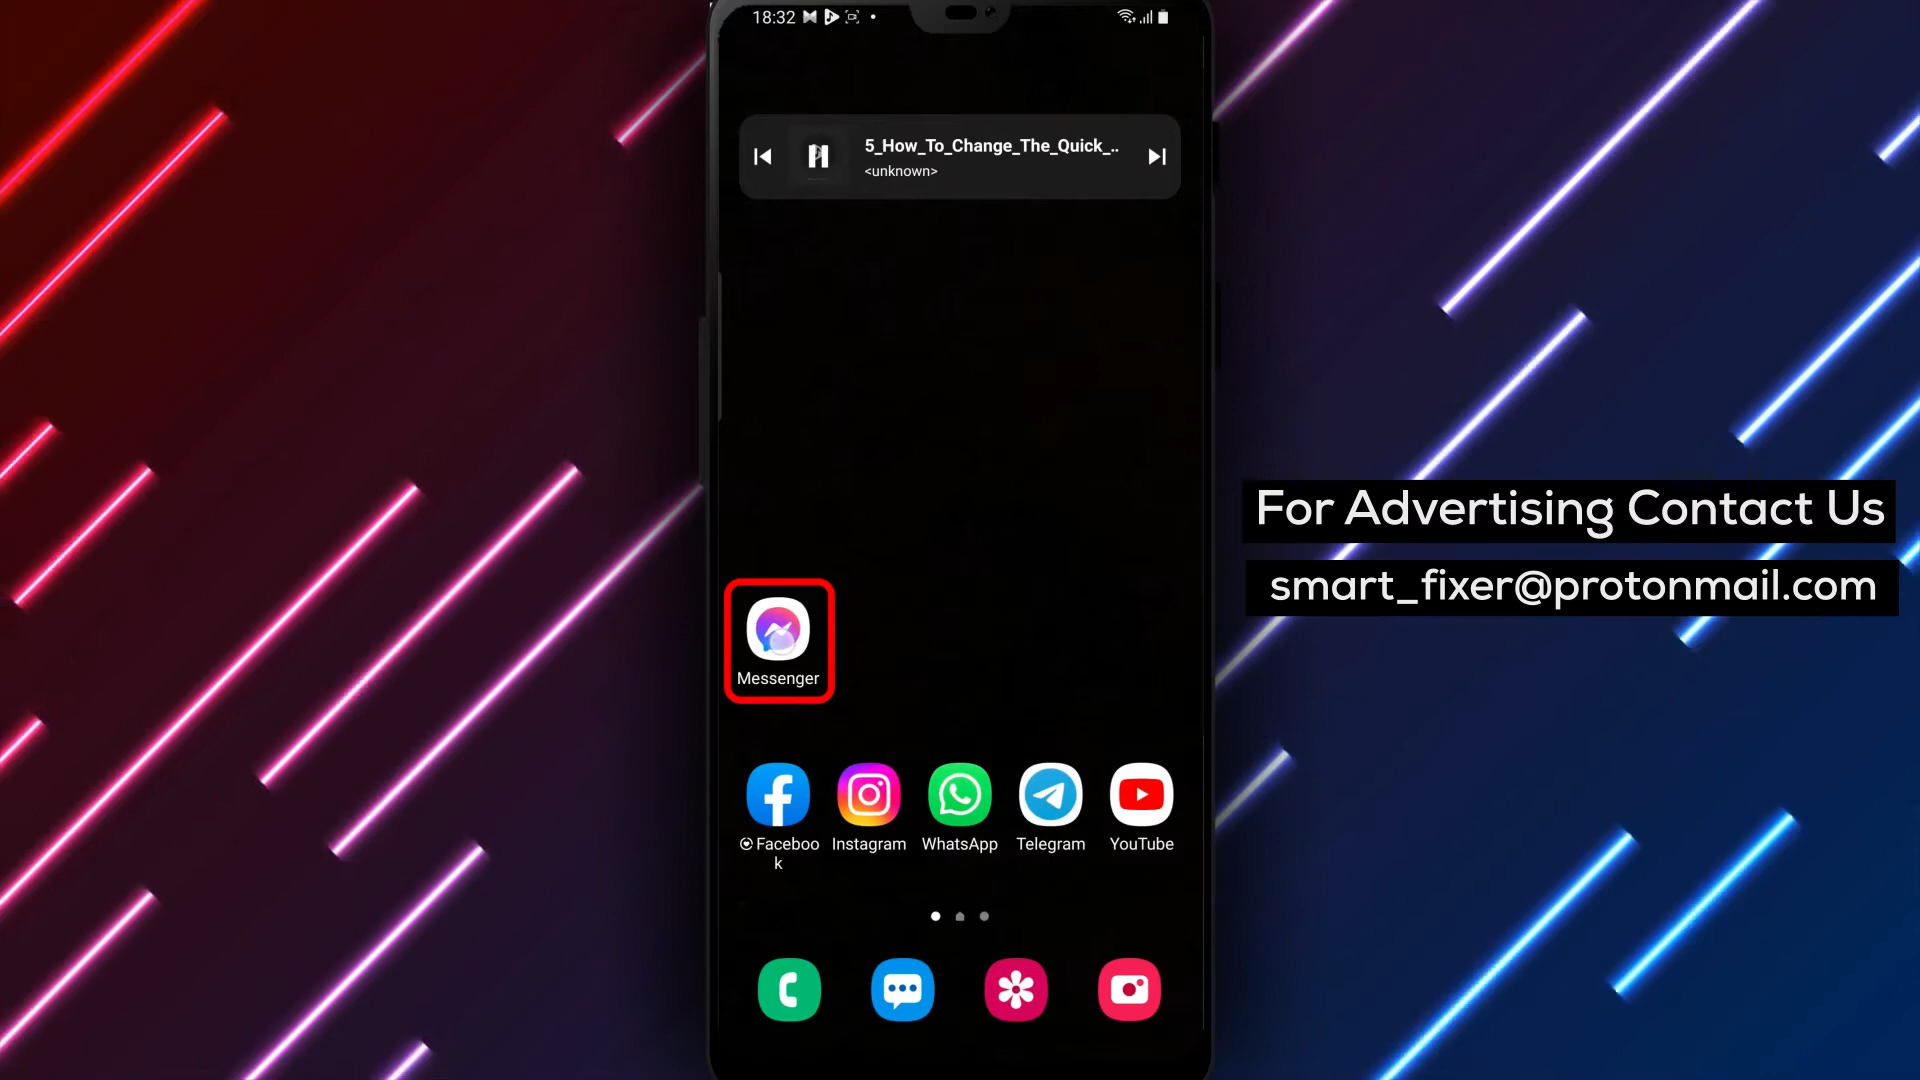 18:32
5_How_To_Change_The_Quick_..
<unknown>
For Advertising Contact Us
smart_fixer@protonmail.com
Messenger
Faceboo
k
Instagram
WhatsApp
Telegram
YouTube